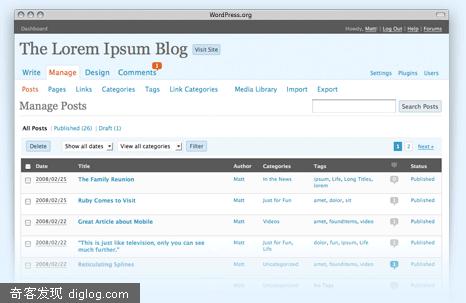 WordPress.org
Dashboard
Howdy, Matt! | Log Out | Help | Forums
The Lorem Ipsum Blog Visit Site
Write Manage Design Comments 1
Settings Plugins Users
Posts Pages Links Categories Tags Link Categories Media Library Import Export
Manage Posts
Search Posts
All Posts | Published (26) | Draft (1)
Delete Show all dates View all categories Filter 1 2 Next »
Date Title Author Categories Tags Status
2008/02/25 The Family Reunion Matt In the News ipsum, Life, Long Titles, lorem 0 Published
2008/02/25 Ruby Comes to Visit Matt Just for Fun amet, dolor, sit 1 Published
2008/02/22 Great Article about Mobile Matt Videos amet, foundItems, video 1 Published
2008/02/22 "This is just like television, only you can see much further." Matt Just for Fun, Life dolor, fun, ipsum, Life 1 Published
2008/02/22 Reticulating Splines Matt Uncategorized amet, foundItems, video 1 Published
奇客发现 diglog.com